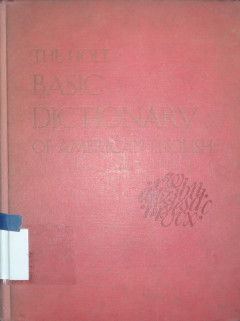 THE HOLT
BASIC
DICTIONARY
OF AMERICAN ENGLISH